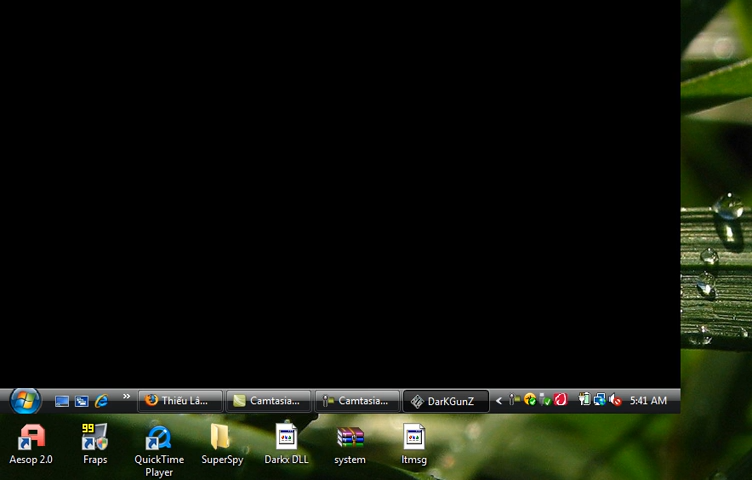 Thiếu Lâ...
Camtasia...
Camtasia...
DarKGunZ
5:41 AM
99
Aesop 2.0
Fraps
QuickTime
Player
SuperSpy
Darkx DLL
system
ltmsg